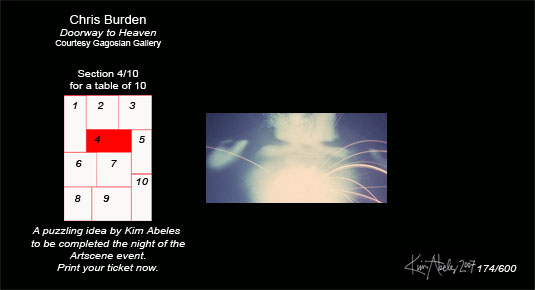 Chris Burden
Doorway to Heaven
Courtesy Gagosian Gallery
Section 4/10
for a table of 10
1 2 3
4 5
6 7
10
8 9
A puzzling idea by Kim Abeles
to be completed the night of the
Artscene event.
Print your ticket now.
Kim Abeles 2007 174/600